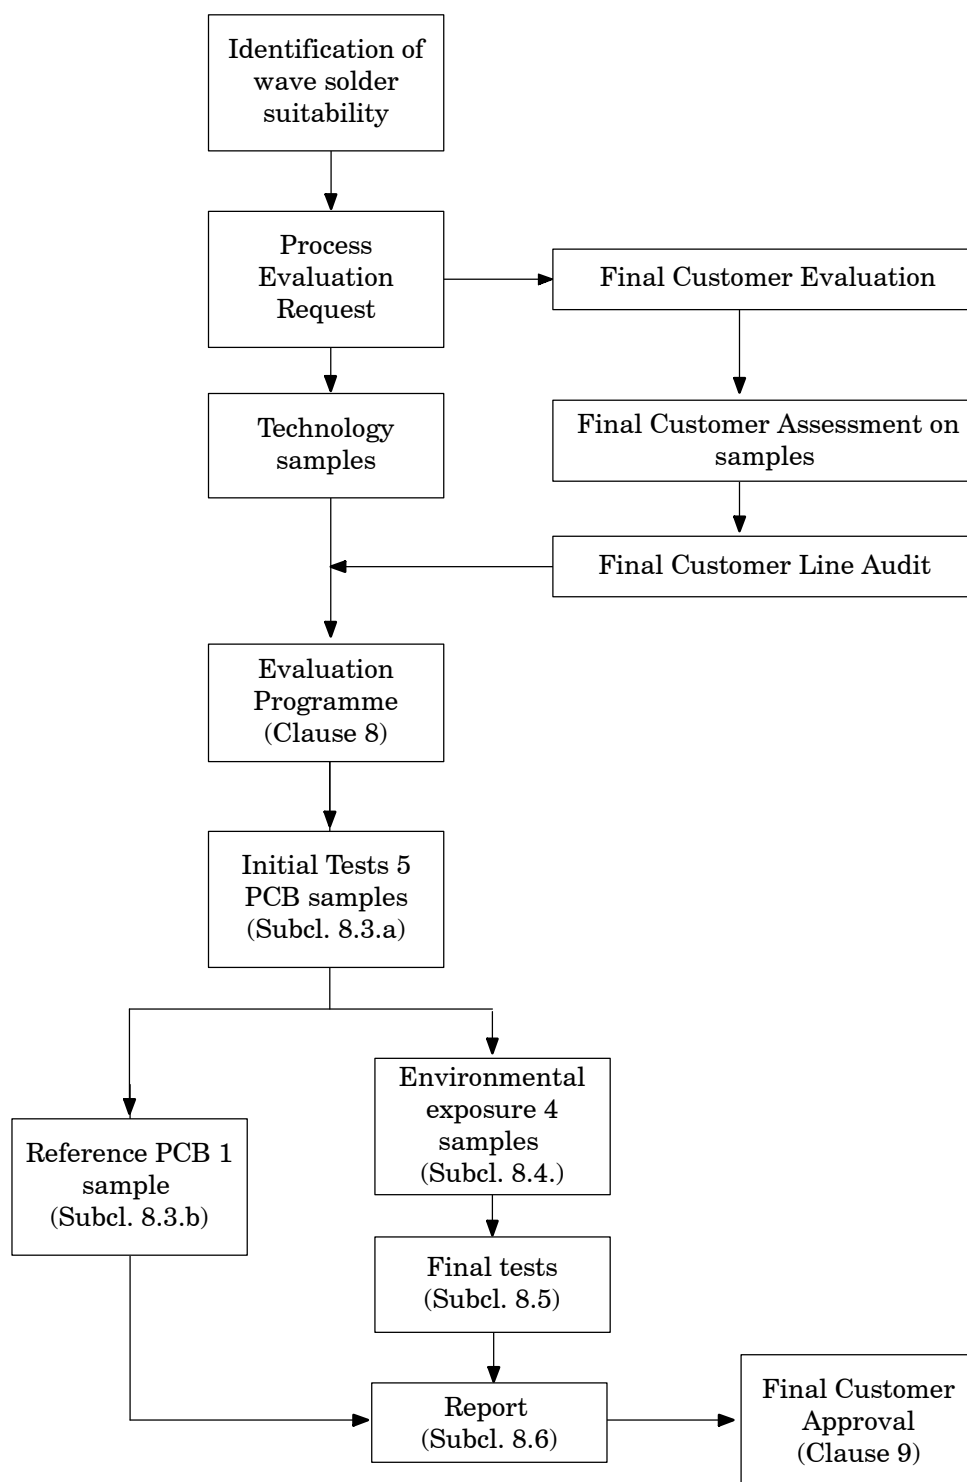 Identification of
wave solder
suitability
Process
Evaluation
Request
Final Customer Evaluation
Technology
samples
Final Customer Assessment on
samples
Final Customer Line Audit
Evaluation
Programme
(Clause 8)
Initial Tests 5
PCB samples
(Subcl. 8.3.a)
Reference PCB 1
sample
(Subcl. 8.3.b)
Environmental
exposure 4
samples
(Subcl. 8.4.)
Final tests
(Subcl. 8.5)
Report
(Subcl. 8.6)
Final Customer
Approval
(Clause 9)